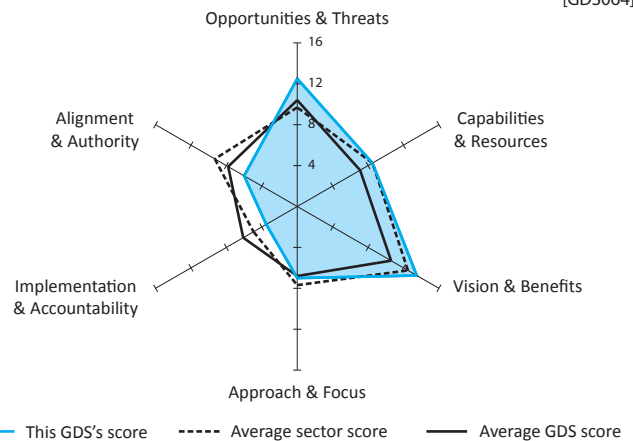 [GDS064]
Opportunities & Threats
16
12
8
4
Alignment
& Authority
Capabilities
& Resources
Implementation
& Accountability
Vision & Benefits
Approach & Focus
This GDS's score
Average sector score
Average GDS score